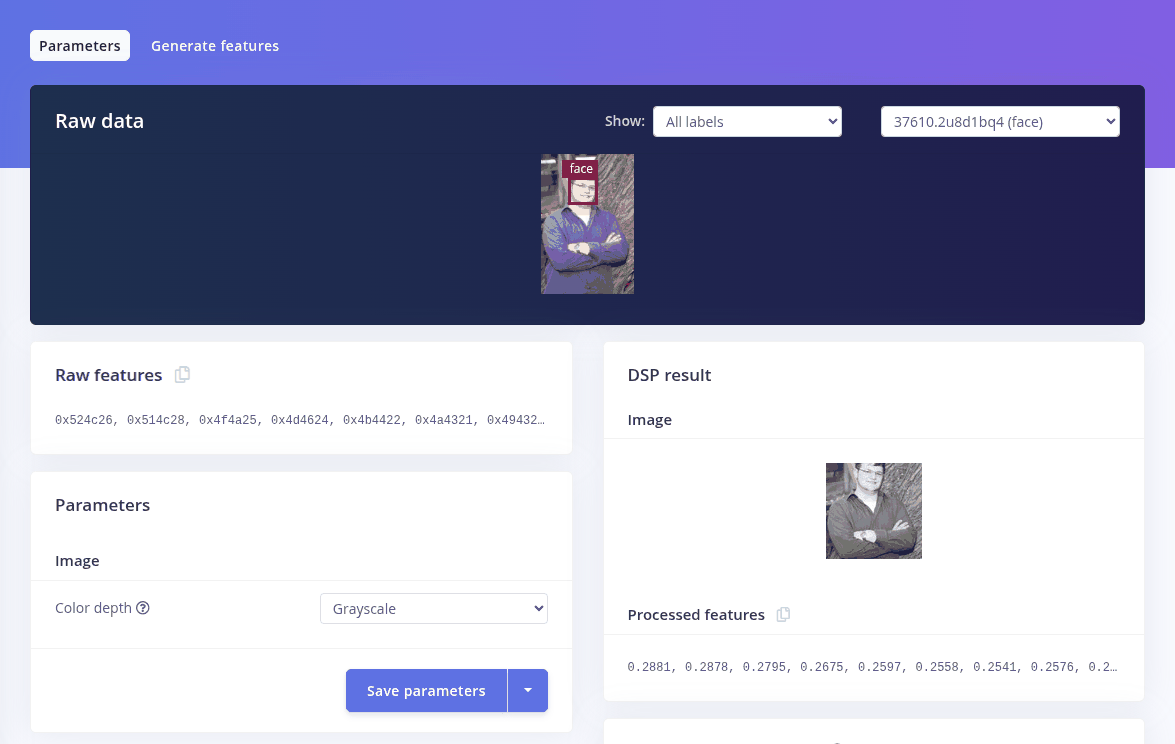 Parameters
Generate features
Raw data
Show:
All labels
37610.2u8d1bq4 (face)
face
Raw features
0x524c26, 0x514c28, 0x4f4a25, 0x4d4624, 0x4b4422, 0x4a4321, 0x49432…
Parameters
Image
Color depth
Grayscale
Save parameters
DSP result
Image
Processed features
0.2881, 0.2878, 0.2795, 0.2675, 0.2597, 0.2558, 0.2541, 0.2576, 0.2…